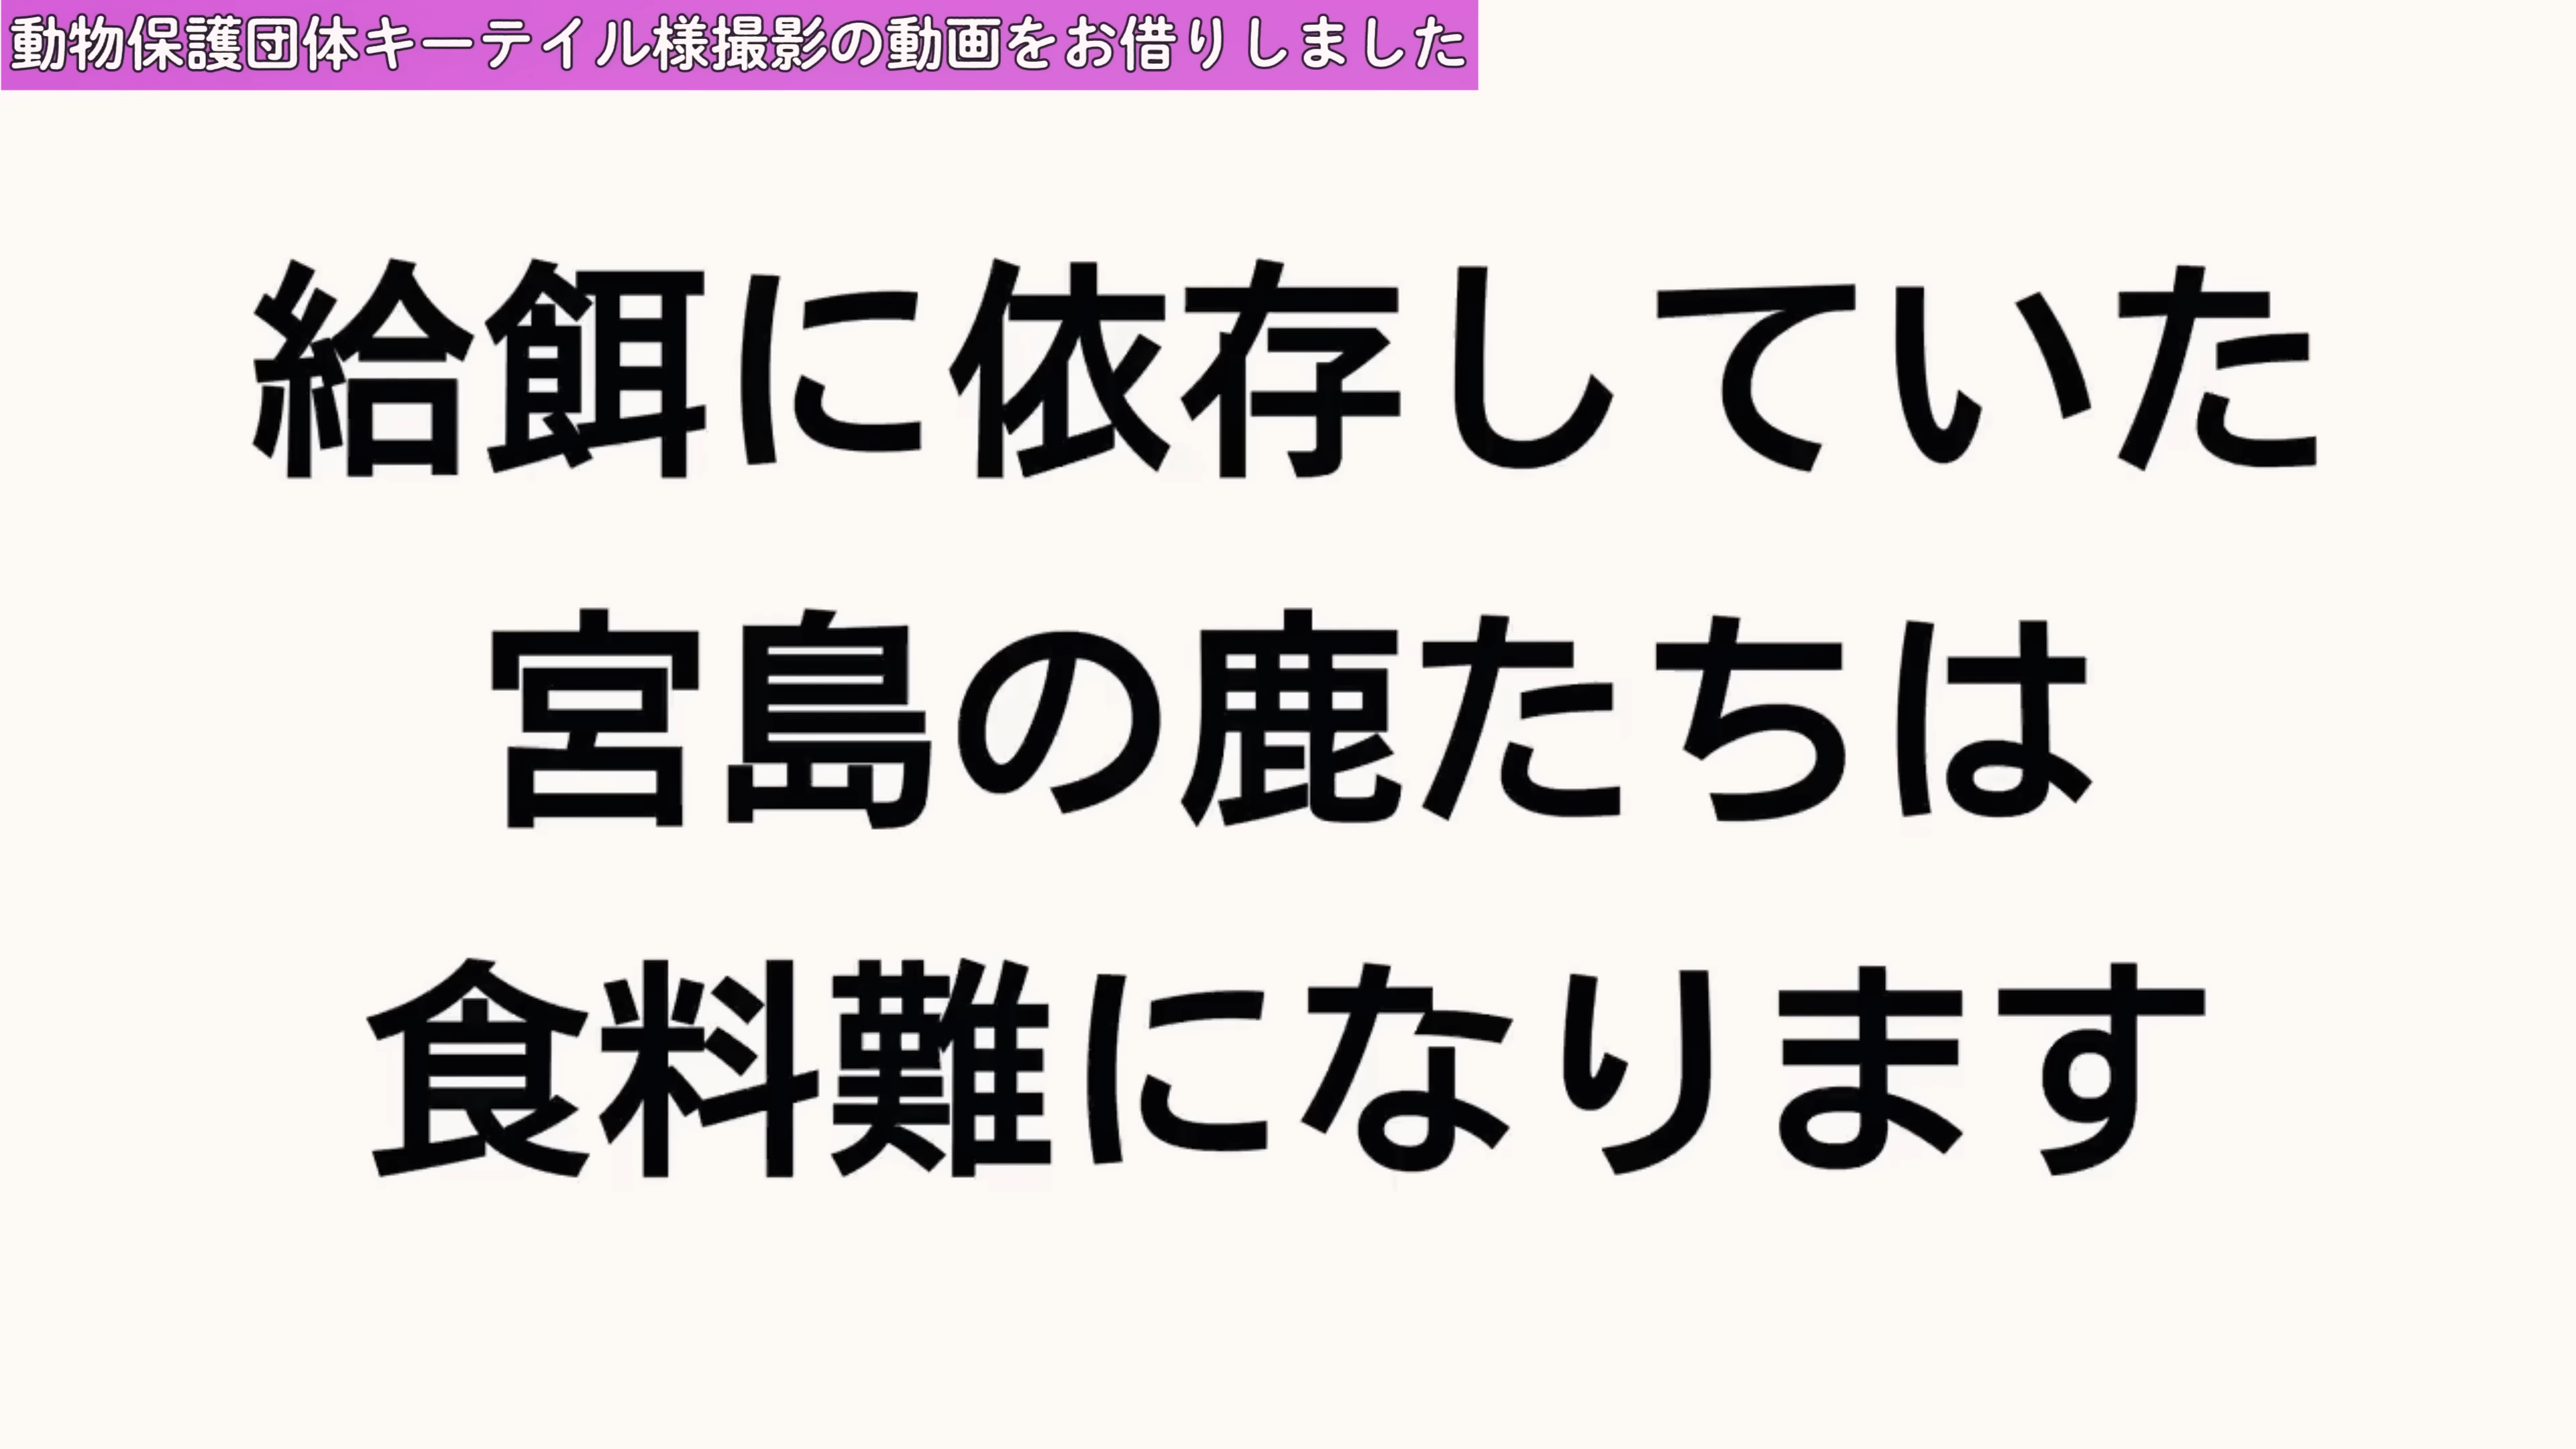 動物保護団体キーテイル様撮影の動画をお借りしました
給餌に依存していた
宮島の鹿たちは
食料難になります